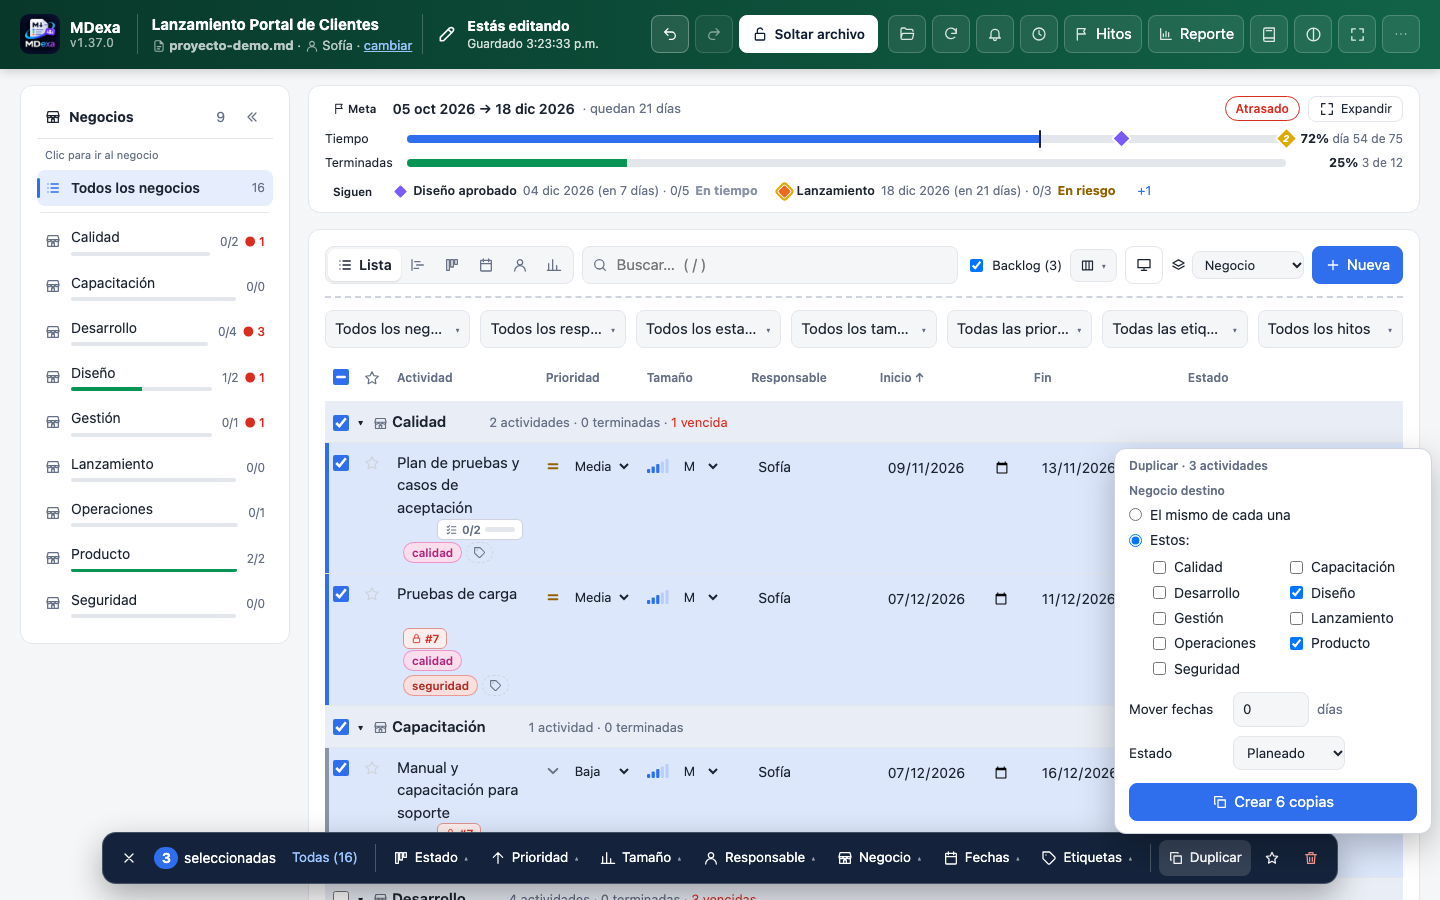 MDexa
v1.37.0
Lanzamiento Portal de Clientes
proyecto-demo.md · Sofía · cambiar
Estás editando
Guardado 3:23:33 p.m.
Soltar archivo
Hitos
Reporte
Negocios 9
Clic para ir al negocio
Todos los negocios 16
Calidad 0/2 1
Capacitación 0/0
Desarrollo 0/4 3
Diseño 1/2 1
Gestión 0/1 1
Lanzamiento 0/0
Operaciones 0/1
Producto 2/2
Seguridad 0/0
Meta 05 oct 2026 → 18 dic 2026 · quedan 21 días
Atrasado
Expandir
Tiempo 2 72% día 54 de 75
Terminadas 25% 3 de 12
Siguen Diseño aprobado 04 dic 2026 (en 7 días) · 0/5 En tiempo Lanzamiento 18 dic 2026 (en 21 días) · 0/3 En riesgo +1
Lista
Buscar... ( / )
Backlog (3)
Negocio
+ Nueva
Todos los neg...
Todos los resp...
Todos los esta...
Todos los tam...
Todas las prior...
Todas las etiq...
Todos los hitos
Actividad Prioridad Tamaño Responsable Inicio ↑ Fin Estado
Calidad 2 actividades · 0 terminadas · 1 vencida
Plan de pruebas y
casos de
aceptación
Media M Sofía 09/11/2026 13/11/2026
0/2
calidad
Pruebas de carga Media M Sofía 07/12/2026 11/12/2026
#7
calidad
seguridad
Capacitación 1 actividad · 0 terminadas
Manual y
capacitación para
soporte
Baja M Sofía 07/12/2026 16/12/2026
#7
Desarrollo 4 actividades · 0 terminadas · 3 vencidas
Duplicar · 3 actividades
Negocio destino
El mismo de cada una
Estos:
Calidad Capacitación
Desarrollo Diseño
Gestión Lanzamiento
Operaciones Producto
Seguridad
Mover fechas 0 días
Estado Planeado
Crear 6 copias
3 seleccionadas Todas (16) Estado Prioridad Tamaño Responsable Negocio Fechas Etiquetas Duplicar